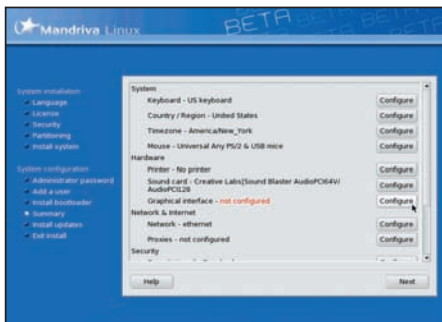 Mandriva Linux
BETA BETA BETA BETA
System installation
Language
License
Security
Partitioning
Install system
System configuration
Administrator password
Add a user
Install bootloader
Summary
Install updates
Exit install
System
Keyboard - US keyboard
Configure
Country / Region - United States
Configure
Timezone - America/New_York
Configure
Mouse - Universal Any PS/2 & USB mice
Configure
Hardware
Printer - No printer
Configure
Sound card - Creative Labs|Sound Blaster AudioPCI64V/
AudioPCI128
Configure
Graphical interface - not configured
Configure
Network & Internet
Network - ethernet
Configure
Proxies - not configured
Configure
Security
Help
Next